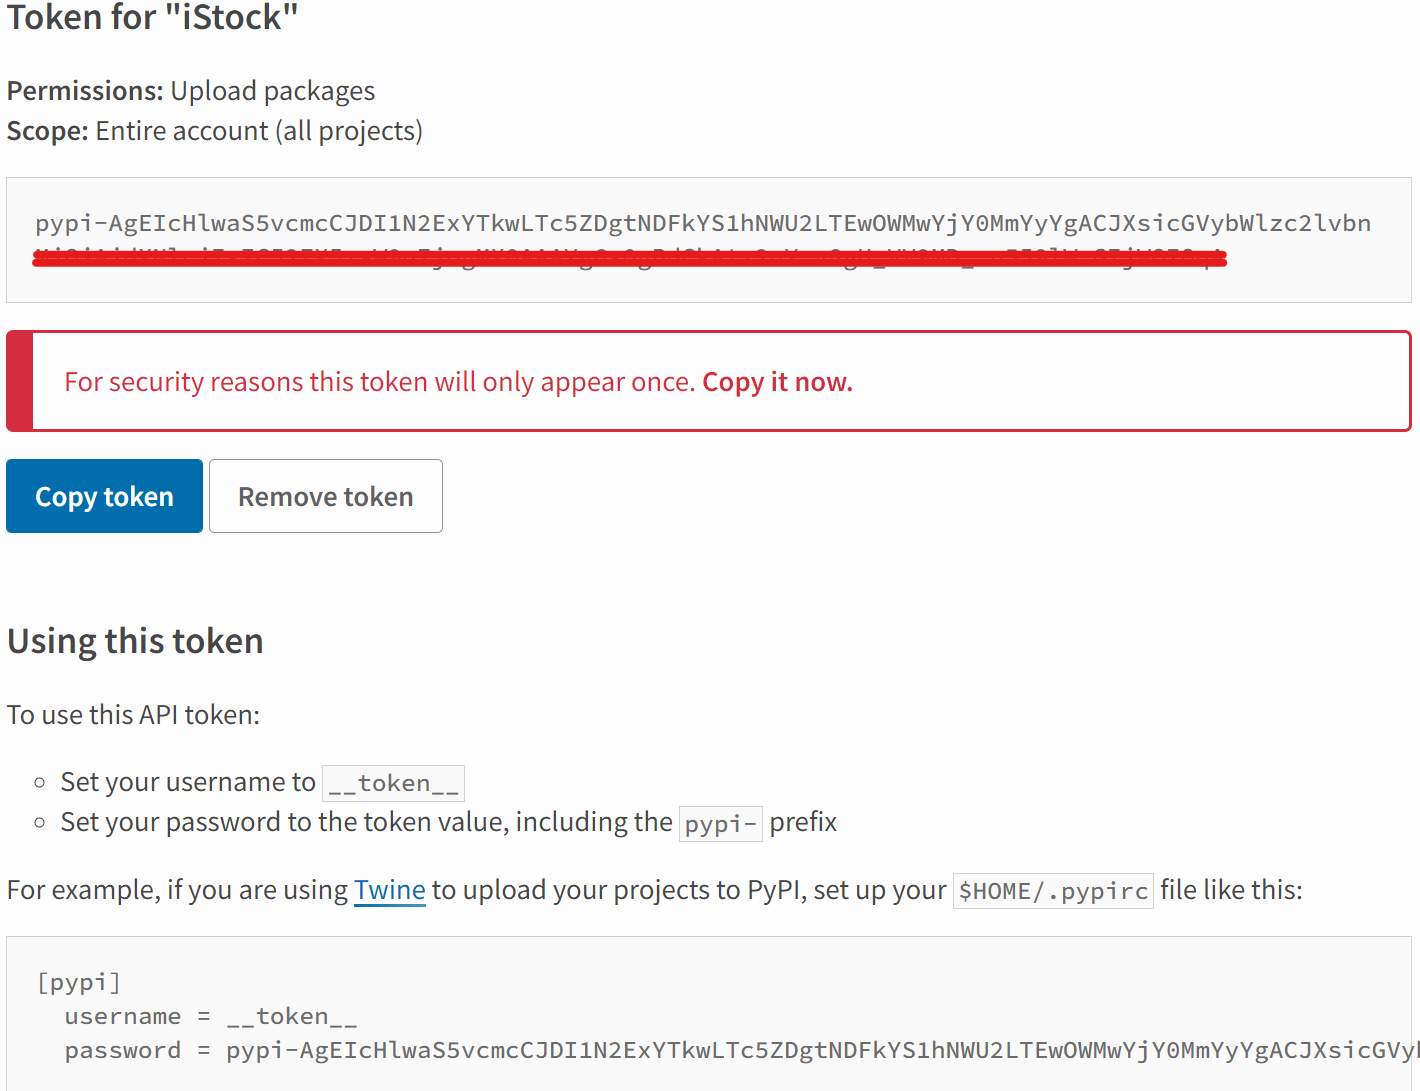 Token for "iStock"
Permissions: Upload packages
Scope: Entire account (all projects)
pypi-AgEIcHlwaS5vcmcCJDI1N2ExYTkwLTc5ZDgtNDFkYS1hNWU2LTEwOWMwYjY0MmYyYgACJXsicGVybWlzc2lvbn
For security reasons this token will only appear once. Copy it now.
Copy token Remove token
Using this token
To use this API token:
Set your username to __token__
Set your password to the token value, including the pypi- prefix
For example, if you are using Twine to upload your projects to PyPI, set up your $HOME/.pypirc file like this:
[pypi]
username = __token__
password = pypi-AgEIcHlwaS5vcmcCJDI1N2ExYTkwLTc5ZDgtNDFkYS1hNWU2LTEwOWMwYjY0MmYyYgACJXsicGVy